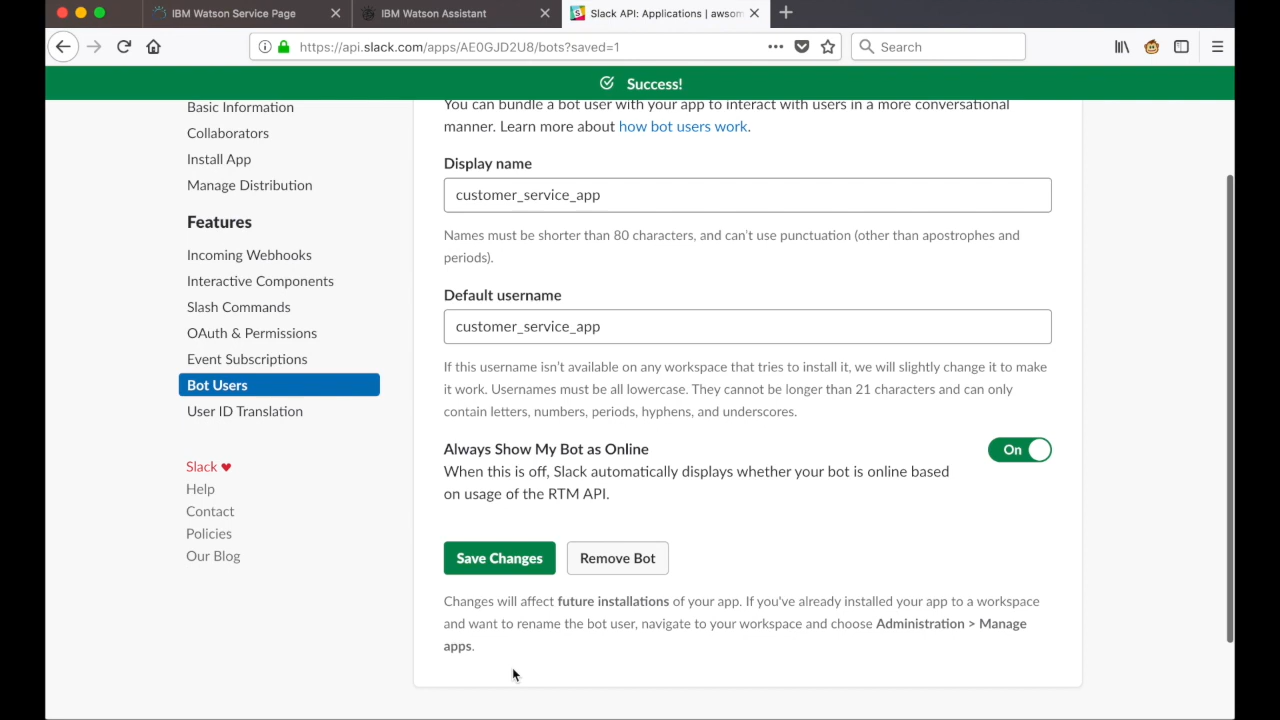 IBM Watson Service Page
IBM Watson Assistant
Slack API: Applications | awsom
https://api.slack.com/apps/AE0GJD2U8/bots?saved=1
Search
Success!
Basic Information
Collaborators
Install App
Manage Distribution
Features
Incoming Webhooks
Interactive Components
Slash Commands
OAuth & Permissions
Event Subscriptions
Bot Users
User ID Translation
Slack
Help
Contact
Policies
Our Blog
You can bundle a bot user with your app to interact with users in a more conversational
manner. Learn more about how bot users work.
Display name
customer_service_app
Names must be shorter than 80 characters, and can't use punctuation (other than apostrophes and
periods).
Default username
customer_service_app
If this username isn't available on any workspace that tries to install it, we will slightly change it to make
it work. Usernames must be all lowercase. They cannot be longer than 21 characters and can only
contain letters, numbers, periods, hyphens, and underscores.
Always Show My Bot as Online
On
When this is off, Slack automatically displays whether your bot is online based
on usage of the RTM API.
Save Changes
Remove Bot
Changes will affect future installations of your app. If you've already installed your app to a workspace
and want to rename the bot user, navigate to your workspace and choose Administration > Manage
apps.